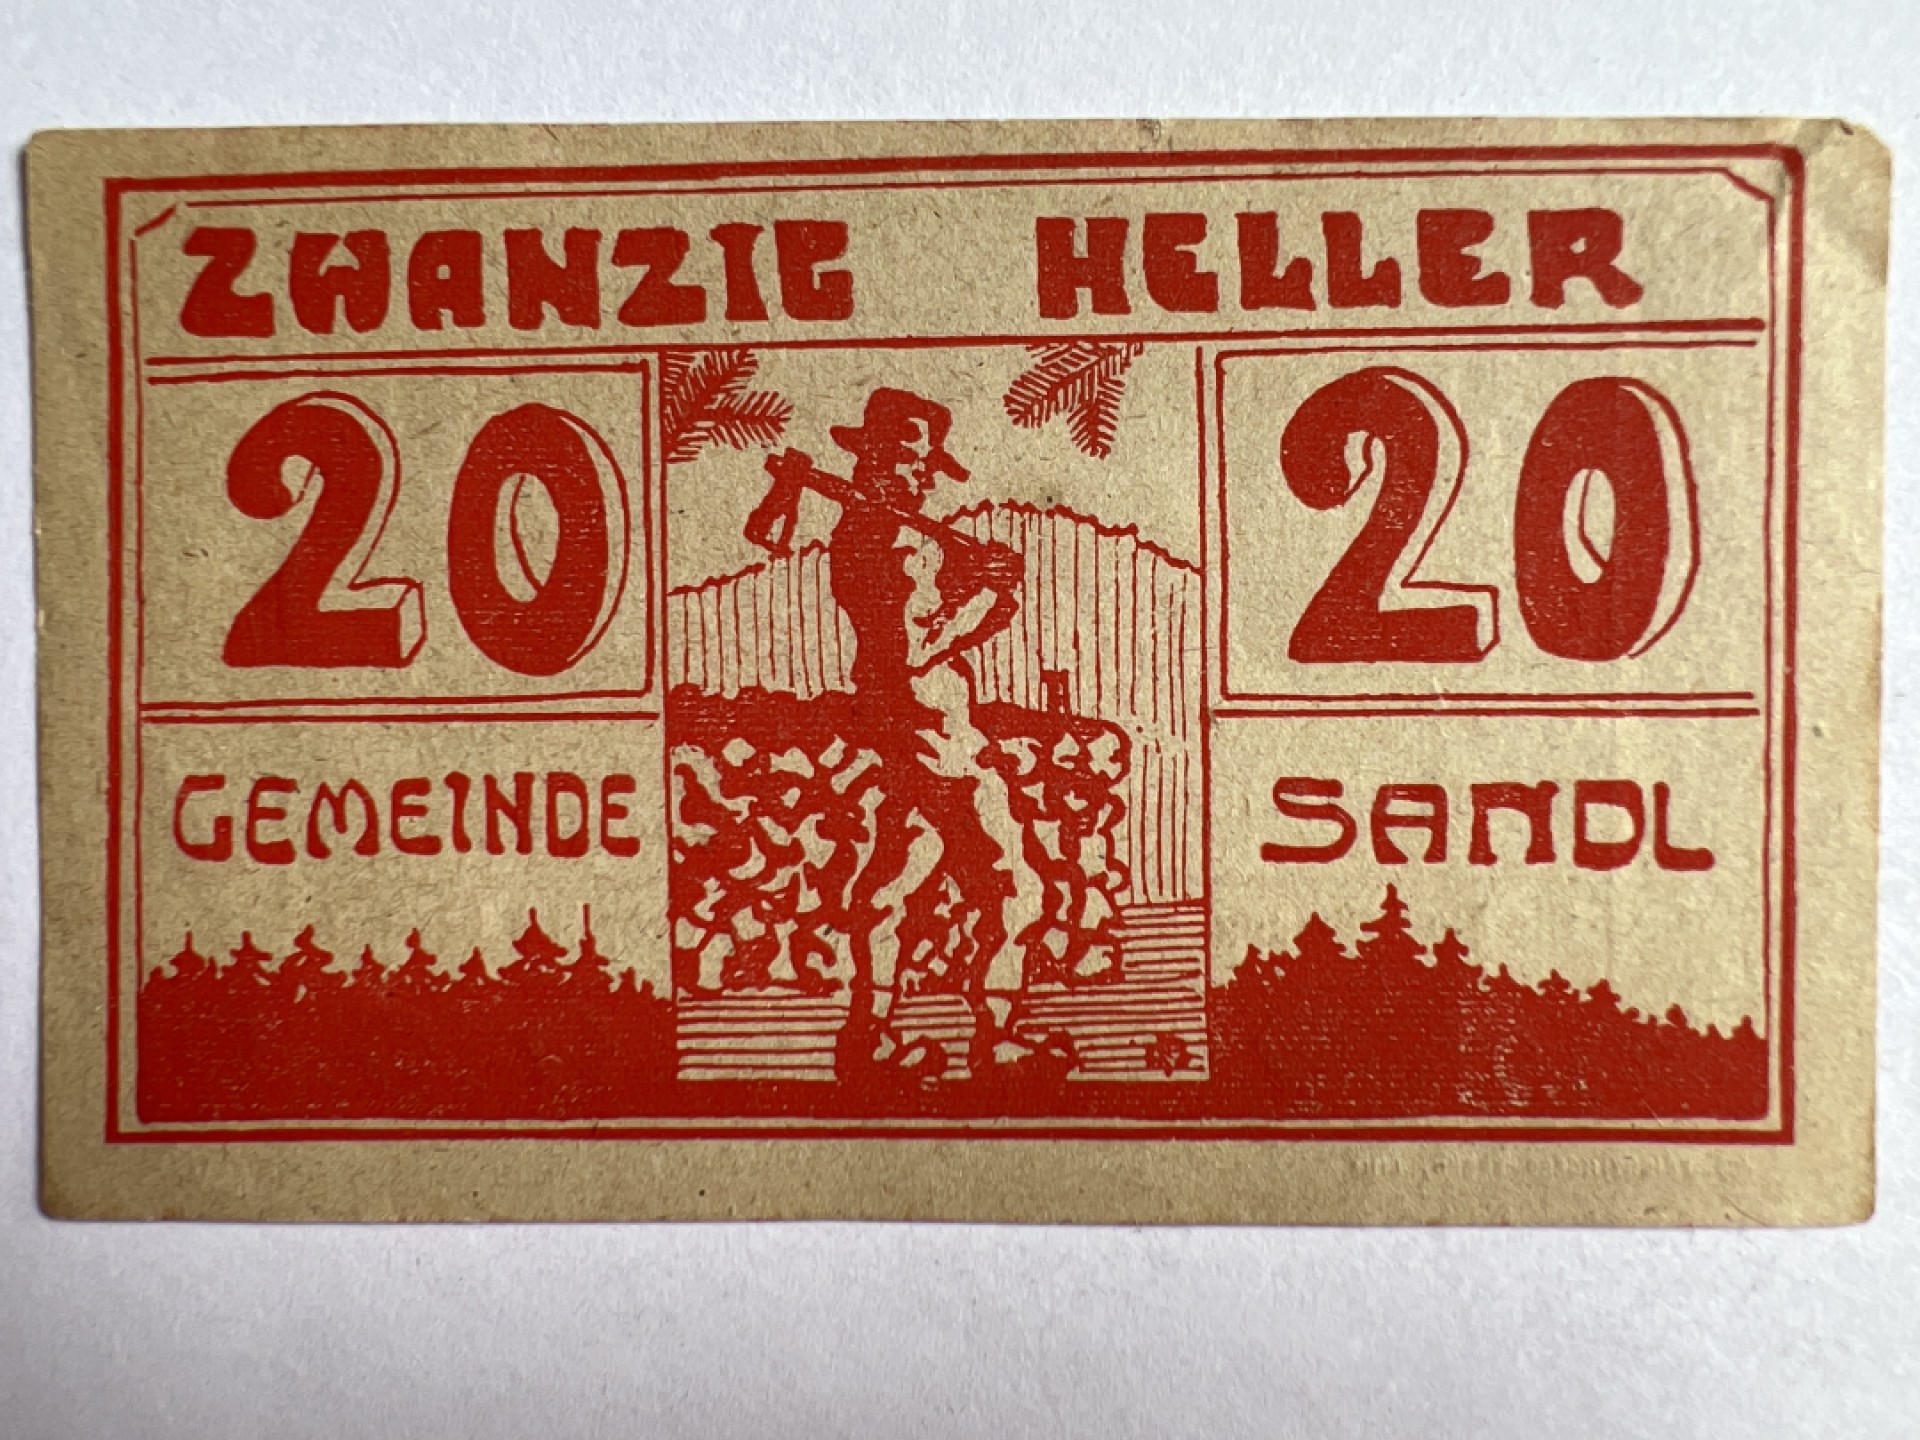 ZWANZIG HELLER
20 20
GEMEINDE SANDL